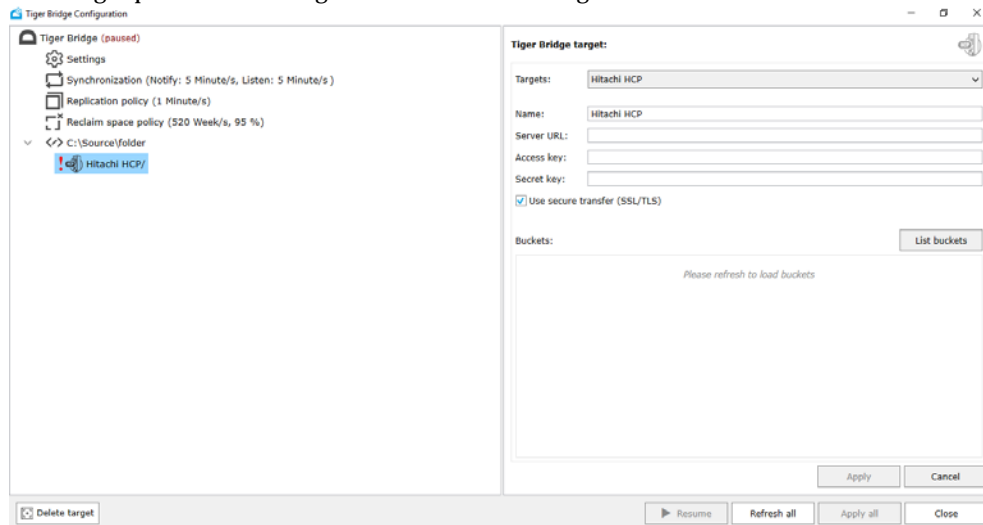 Tiger Bridge Configuration
Tiger Bridge (paused)
Settings
Synchronization (Notify: 5 Minute/s, Listen: 5 Minute/s )
Replication policy (1 Minute/s)
Reclaim space policy (520 Week/s, 95 %)
C:\Source\folder
Hitachi HCP/
Tiger Bridge target:
Targets: Hitachi HCP
Name: Hitachi HCP
Server URL:
Access key:
Secret key:
Use secure transfer (SSL/TLS)
Buckets: List buckets
Please refresh to load buckets
Apply Cancel
Delete target Resume Refresh all Apply all Close